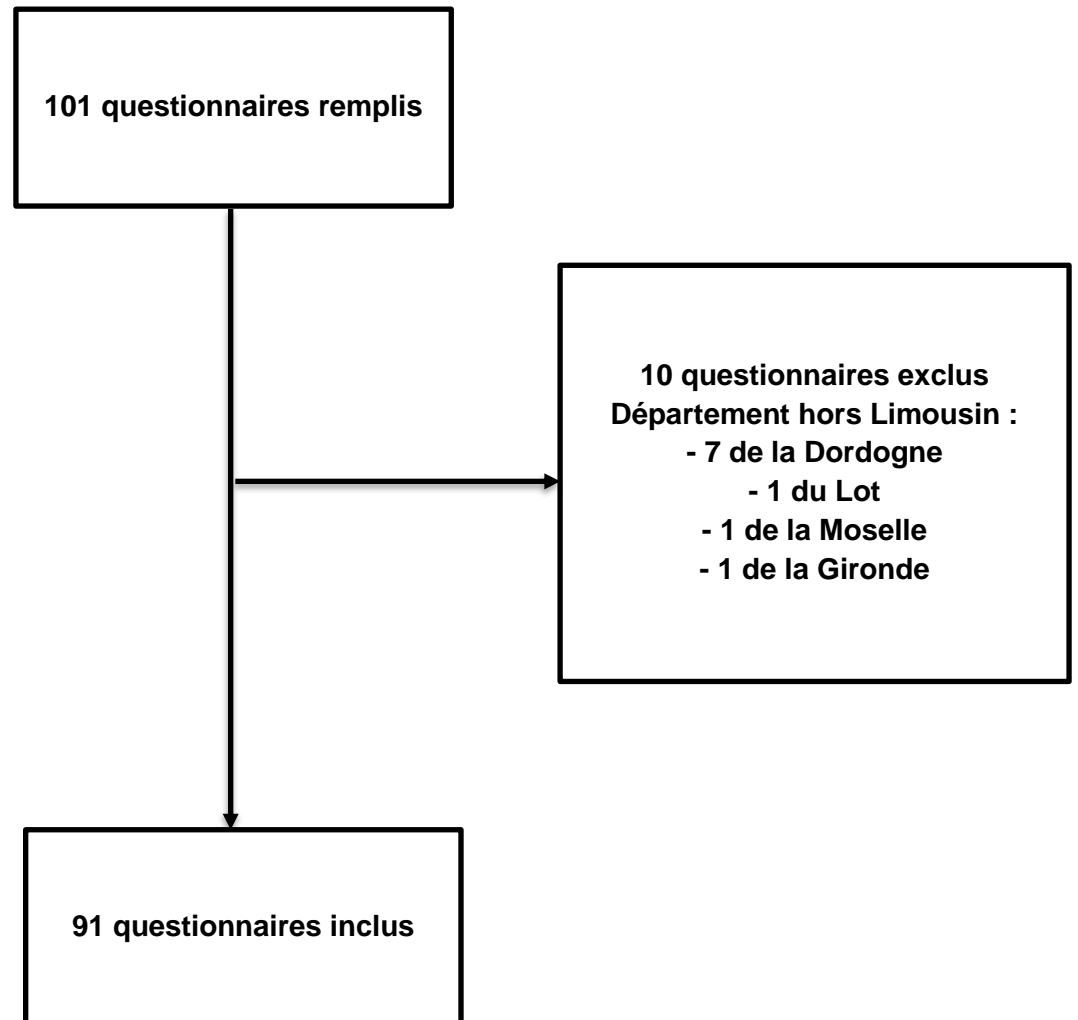 101 questionnaires remplis
10 questionnaires exclus
Département hors Limousin :
- 7 de la Dordogne
- 1 du Lot
- 1 de la Moselle
- 1 de la Gironde
91 questionnaires inclus